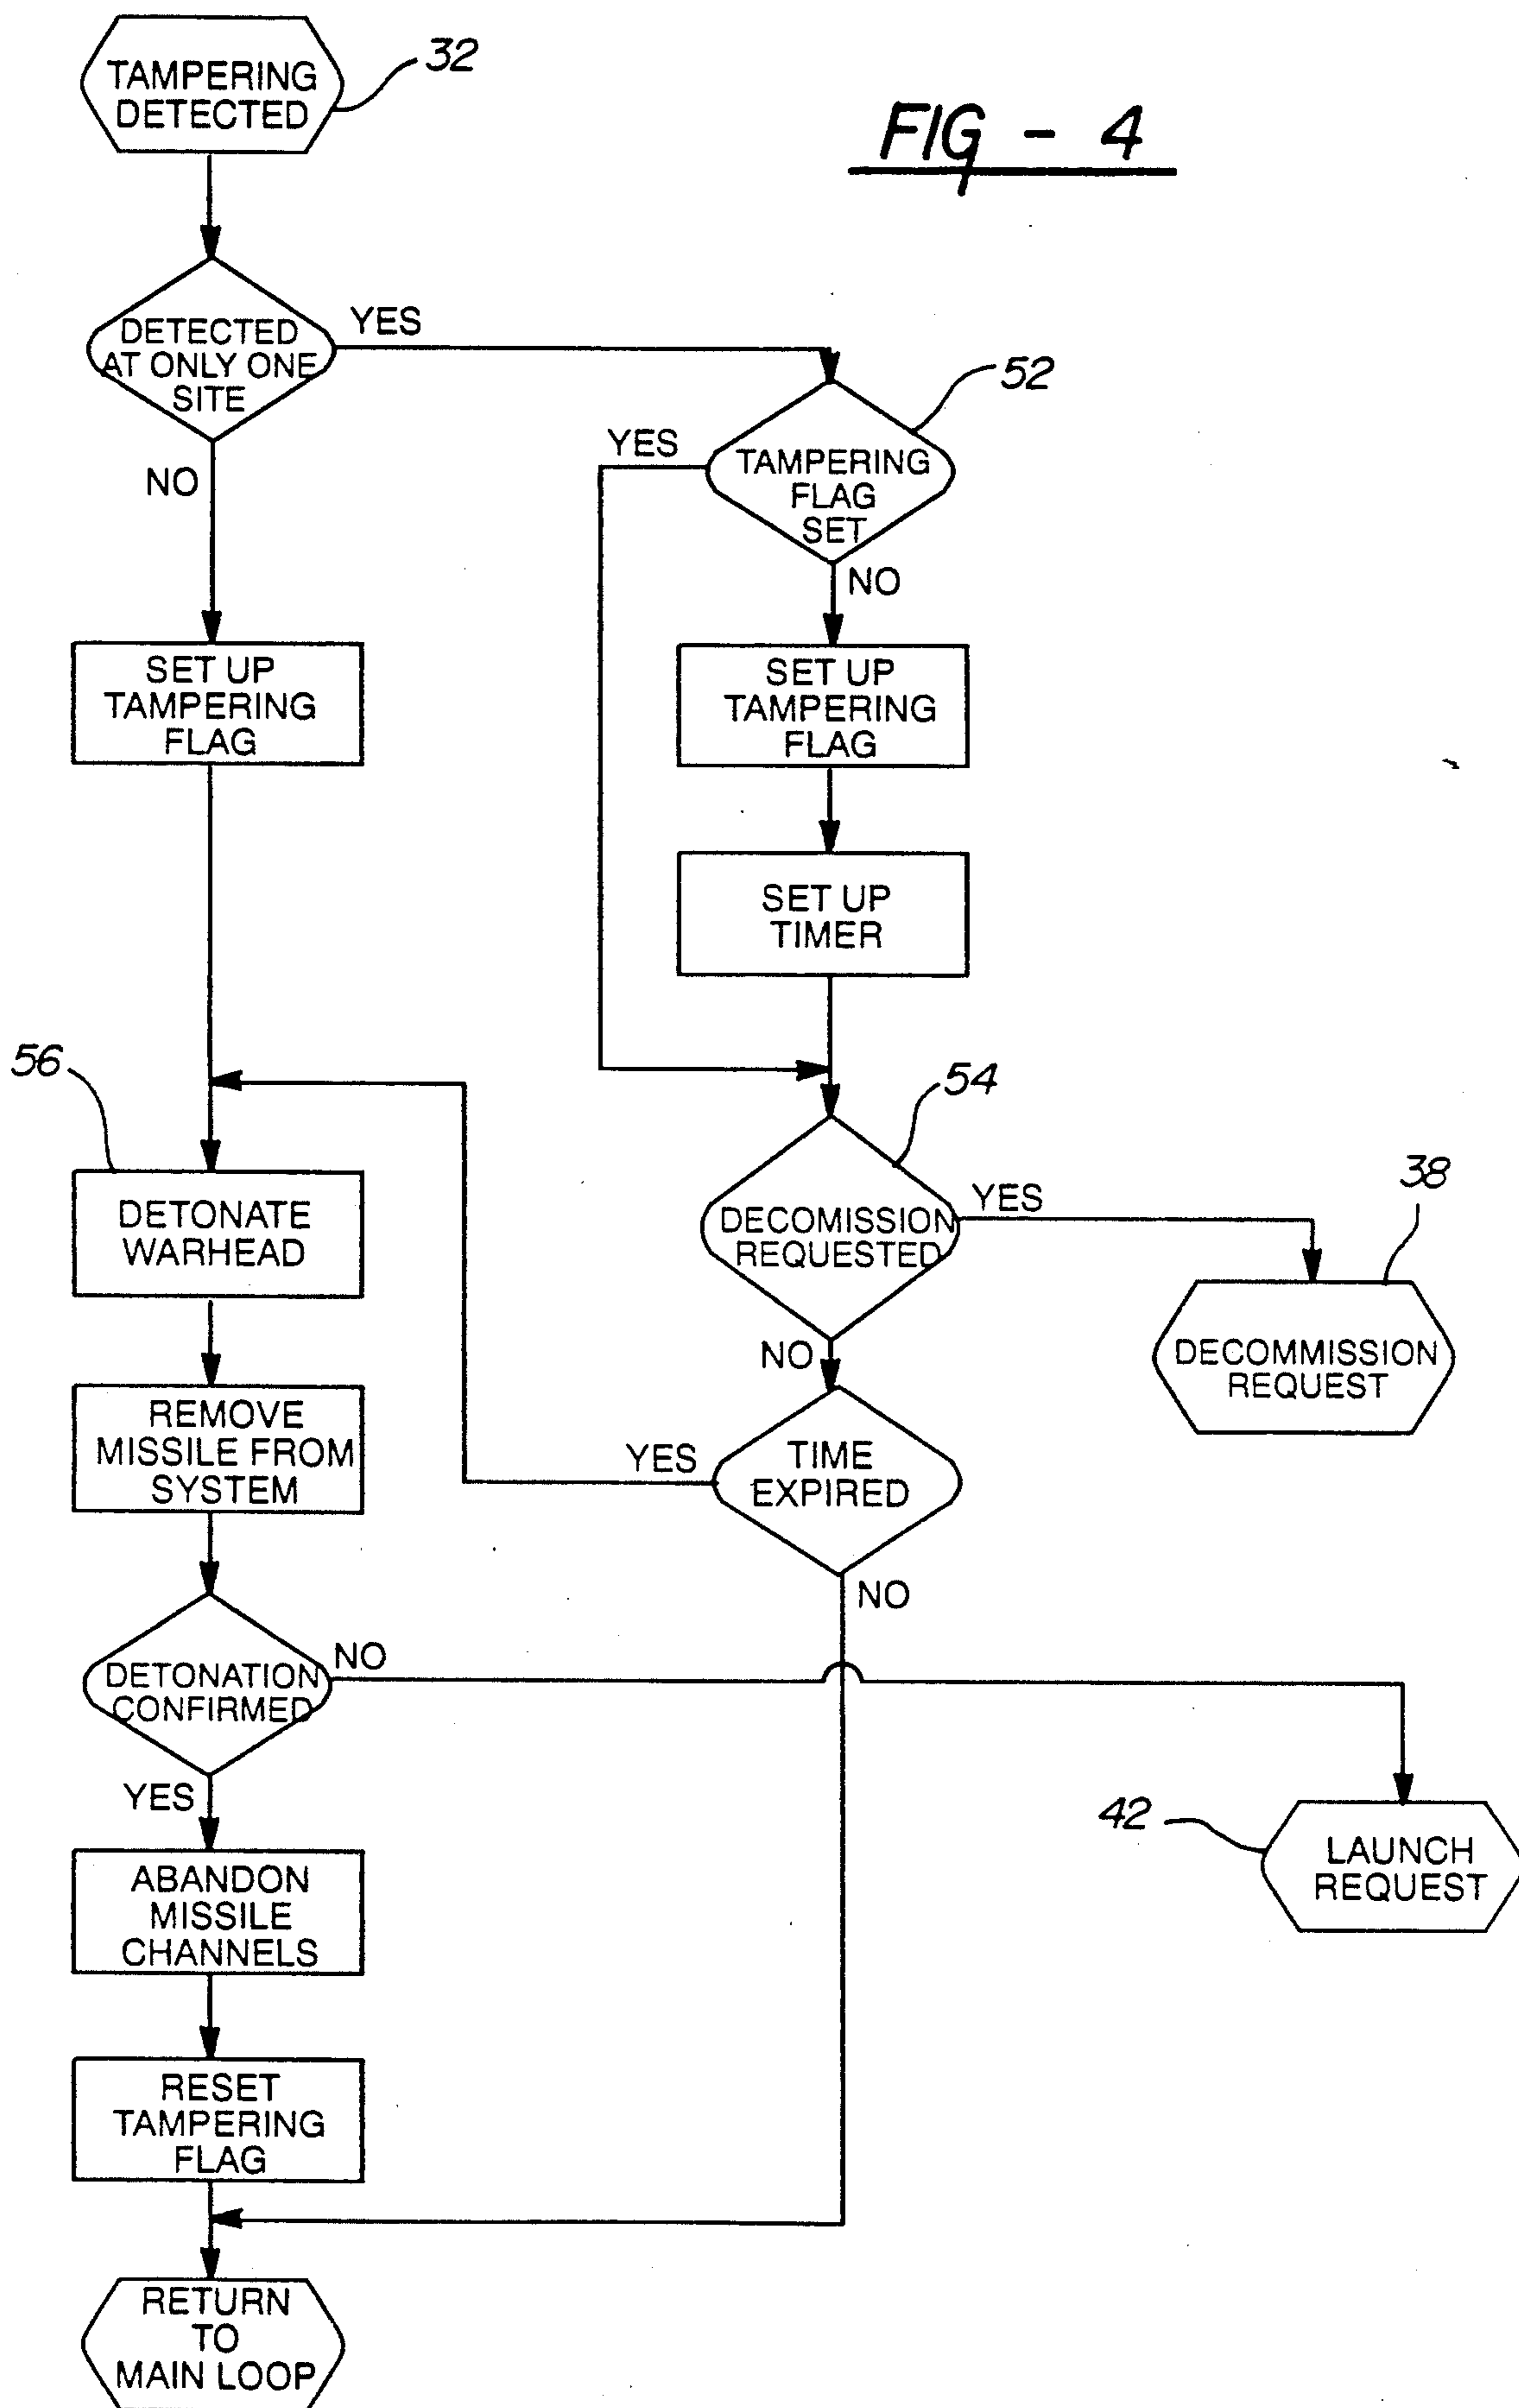 TAMPERING
DETECTED
32
FIG - 4
DETECTED
AT ONLY ONE
SITE
YES
NO
52
TAMPERING
FLAG
SET
YES
NO
SET UP
TAMPERING
FLAG
SET UP
TAMPERING
FLAG
SET UP
TIMER
56
54
DETONATE
WARHEAD
DECOMISSION
REQUESTED
YES
38
DECOMMISSION
REQUEST
NO
REMOVE
MISSILE FROM
SYSTEM
YES
TIME
EXPIRED
NO
DETONATION
CONFIRMED
NO
YES
42
LAUNCH
REQUEST
ABANDON
MISSILE
CHANNELS
RESET
TAMPERING
FLAG
RETURN
TO
MAIN LOOP